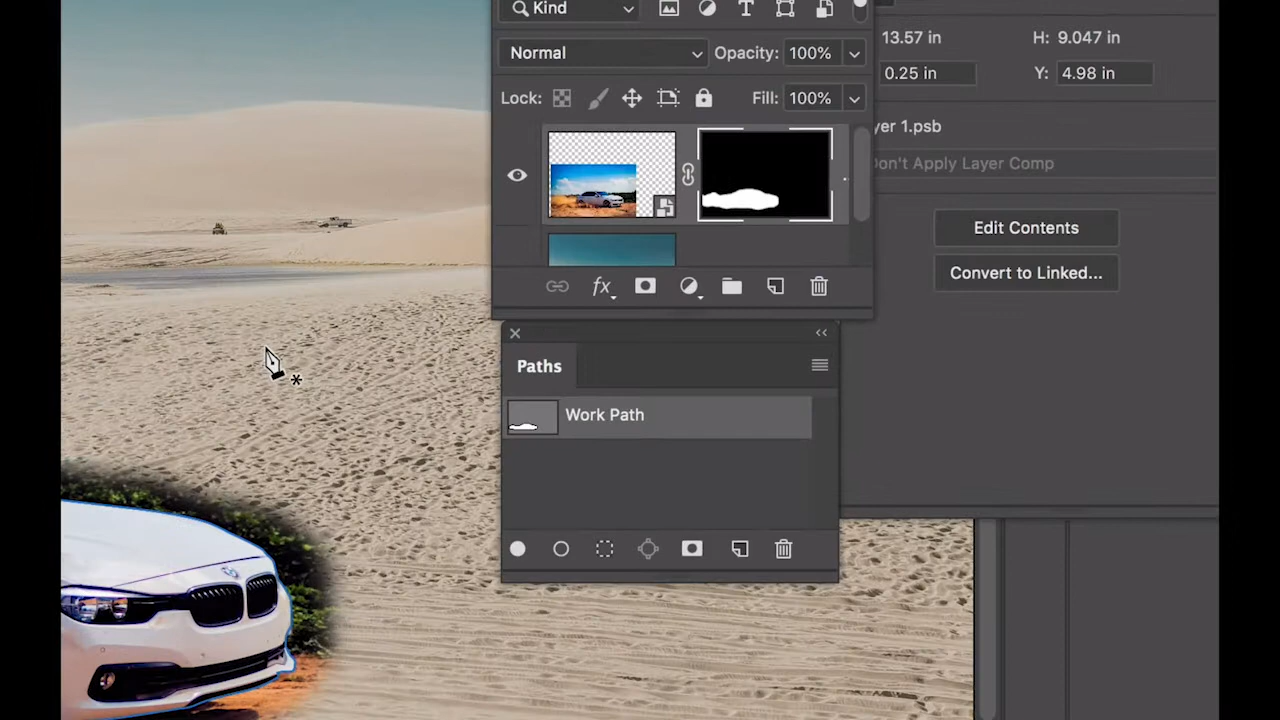 Kind
13.57 in
H: 9.047 in
Normal
Opacity: 100%
0.25 in
Y: 4.98 in
Lock:
Fill: 100%
yer 1.psb
Don't Apply Layer Comp
Edit Contents
Convert to Linked...
fx
Paths
Work Path